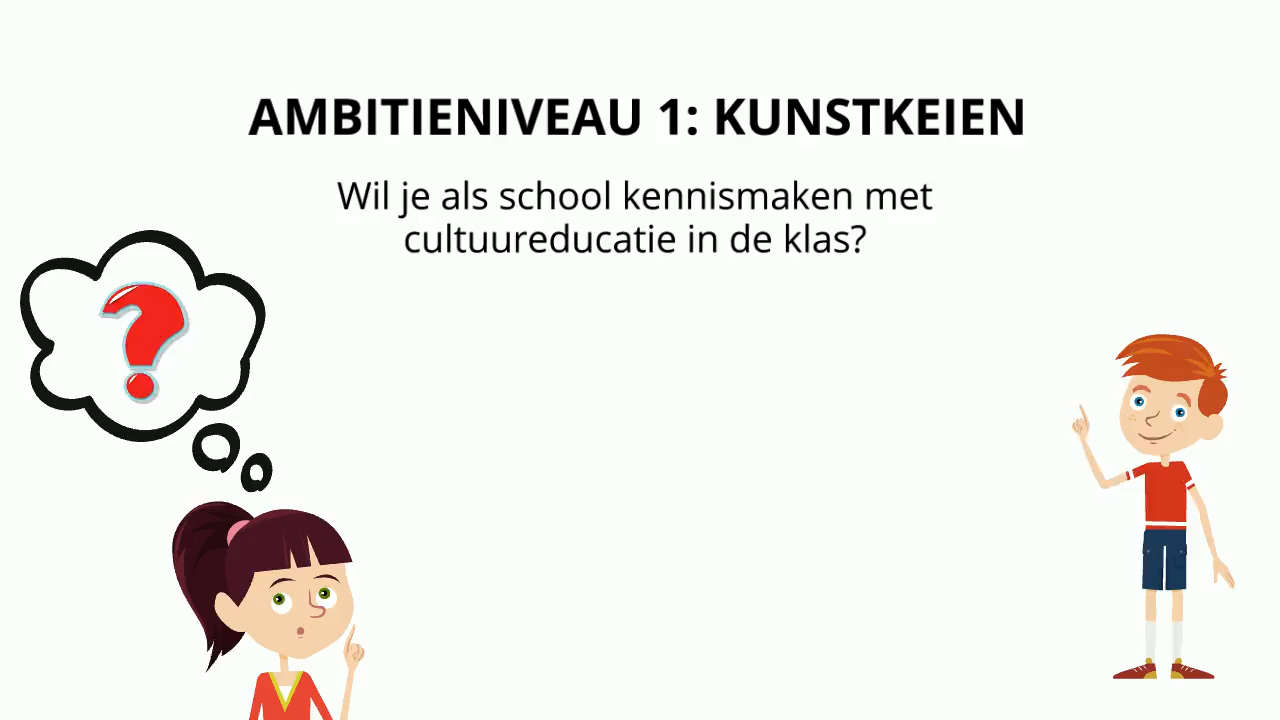 AMBITIENIVEAU 1: KUNSTKEIEN
Wil je als school kennismaken met
cultuureducatie in de klas?